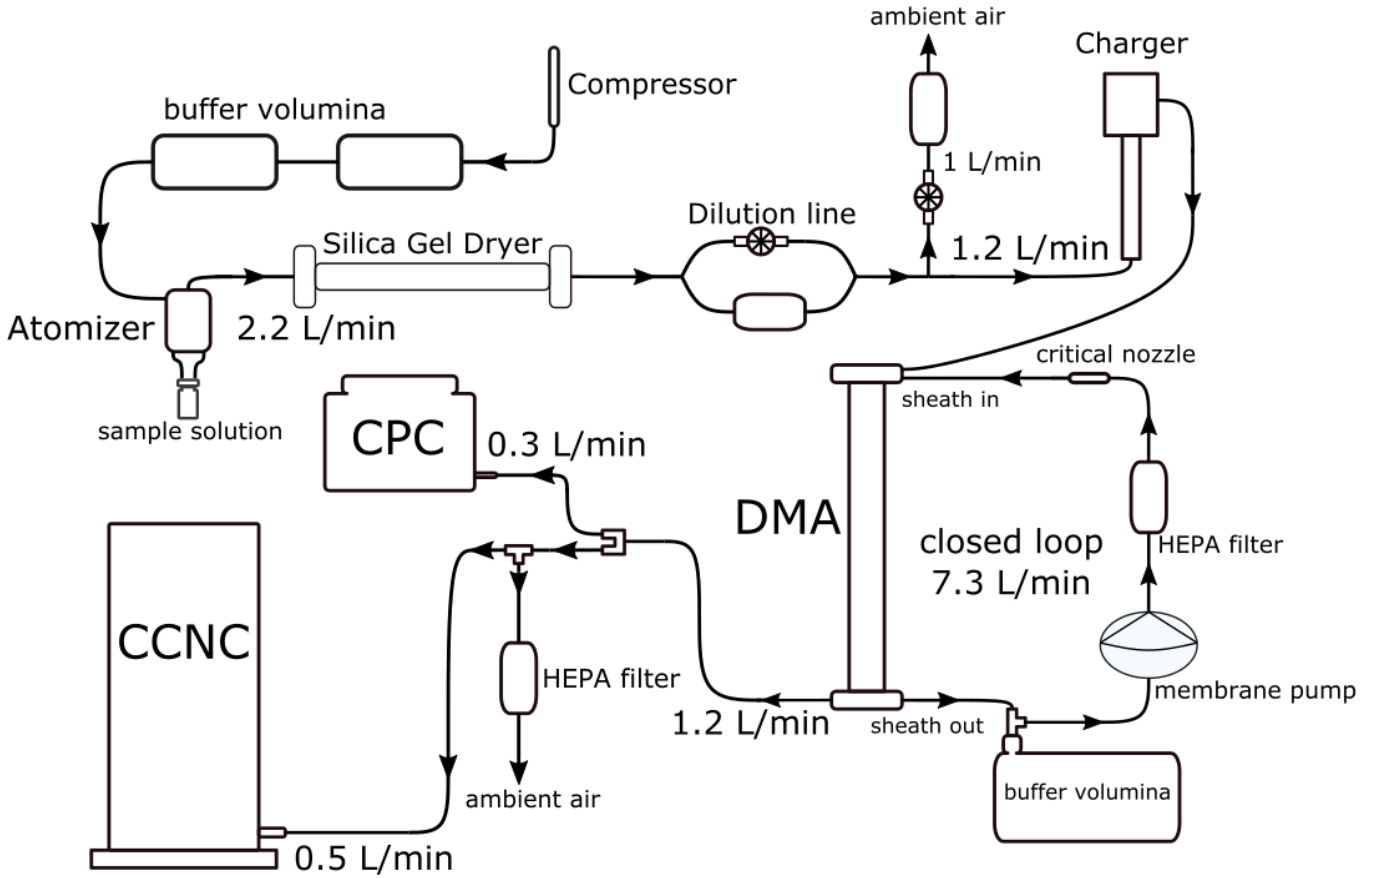 ambient air
Charger
Compressor
buffer volumina
1 L/min
Dilution line
Silica Gel Dryer
1.2 L/min
Atomizer
2.2 L/min
critical nozzle
sheath in
sample solution
CPC
0.3 L/min
DMA
closed loop
7.3 L/min
HEPA filter
CCNC
HEPA filter
membrane pump
1.2 L/min
sheath out
ambient air
buffer volumina
0.5 L/min